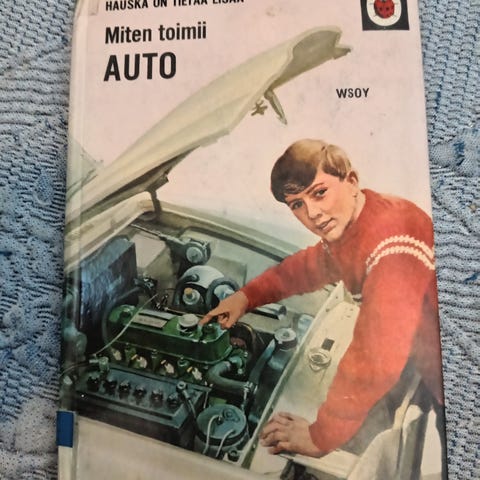 HAUSKA ON TIETÄÄ LISÄÄ
Miten toimii
AUTO
WSOY